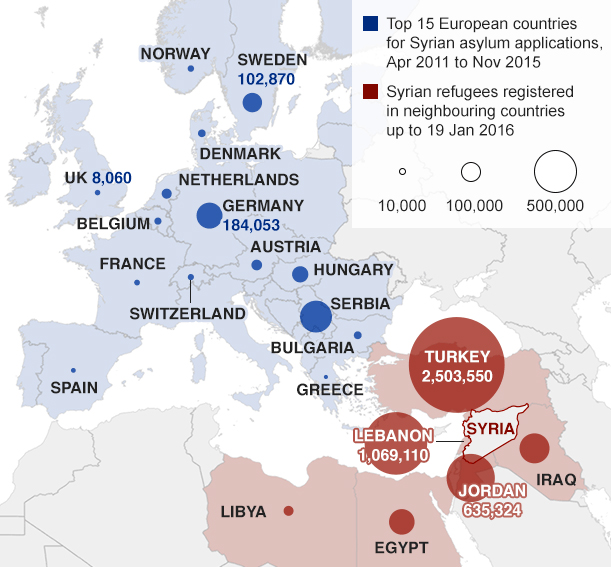 Top 15 European countries
for Syrian asylum applications,
Apr 2011 to Nov 2015
Syrian refugees registered
in neighbouring countries
up to 19 Jan 2016
10,000
100,000
500,000
NORWAY
SWEDEN
102,870
DENMARK
UK 8,060
NETHERLANDS
GERMANY
184,053
BELGIUM
AUSTRIA
FRANCE
HUNGARY
SWITZERLAND
SERBIA
BULGARIA
SPAIN
GREECE
TURKEY
2,503,550
SYRIA
LEBANON
1,069,110
IRAQ
JORDAN
635,324
LIBYA
EGYPT